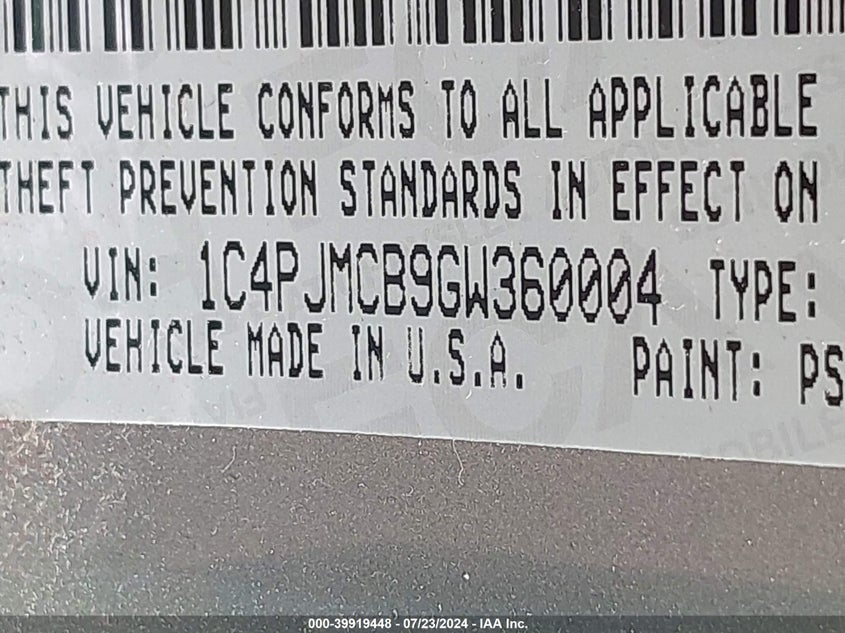 THIS VEHICLE CONFORMS TO ALL APPLICABLE
THEFT PREVENTION STANDARDS IN EFFECT ON
VIN: 1C4PJMCB9GW360004 TYPE:
VEHICLE MADE IN U.S.A. PAINT: PS
000-39919448 - 07/23/2024 - IAA Inc.